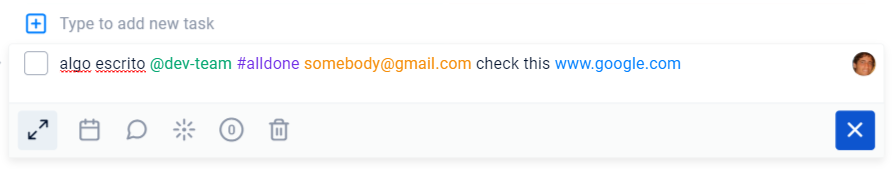 Type to add new task
algo escrito @dev-team #alldone somebody@gmail.com check this www.google.com
0